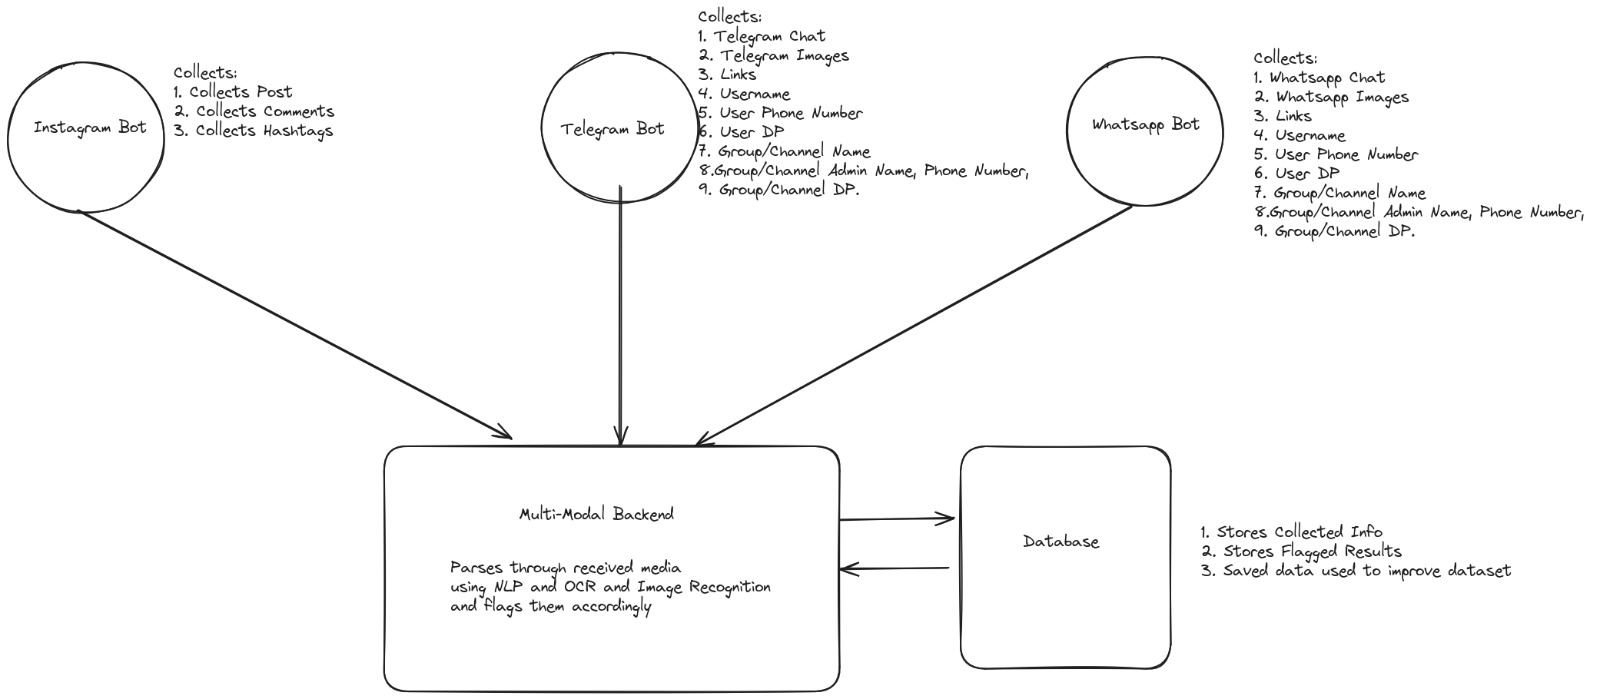 Instagram Bot
Collects:
1. Collects Post
2. Collects Comments
3. Collects Hashtags
Telegram Bot
Collects:
1. Telegram Chat
2. Telegram Images
3. Links
4. Username
5. User Phone Number
6. User DP
7. Group/Channel Name
8.Group/Channel Admin Name, Phone Number,
9. Group/Channel DP.
Whatsapp Bot
Collects:
1. Whatsapp Chat
2. Whatsapp Images
3. Links
4. Username
5. User Phone Number
6. User DP
7. Group/Channel Name
8.Group/Channel Admin Name, Phone Number,
9. Group/Channel DP.
Multi-Modal Backend
Parses through received media
using NLP and OCR and Image Recognition
and flags them accordingly
Database
1. Stores Collected Info
2. Stores Flagged Results
3. Saved data used to improve dataset